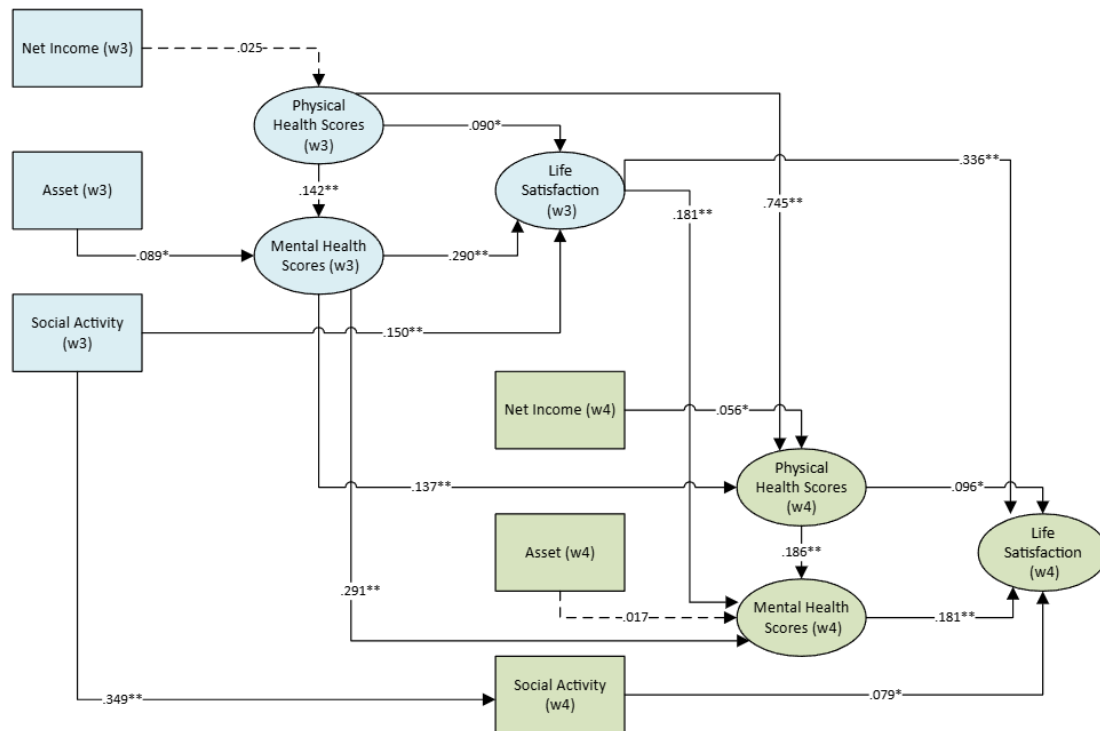 Net Income (w3)
.025
Physical
Health Scores
(w3)
.090*
Asset (w3)
.142**
Life
Satisfaction
(w3)
.336**
.181**
.745**
.089*
Mental Health
Scores (w3)
.290**
Social Activity
(w3)
.150**
Net Income (w4)
.056*
Physical
Health Scores
(w4)
.137**
.096*
Asset (w4)
.186**
Life
Satisfaction
(w4)
.291**
.017
Mental Health
Scores (w4)
.181**
.349**
Social Activity
(w4)
.079*